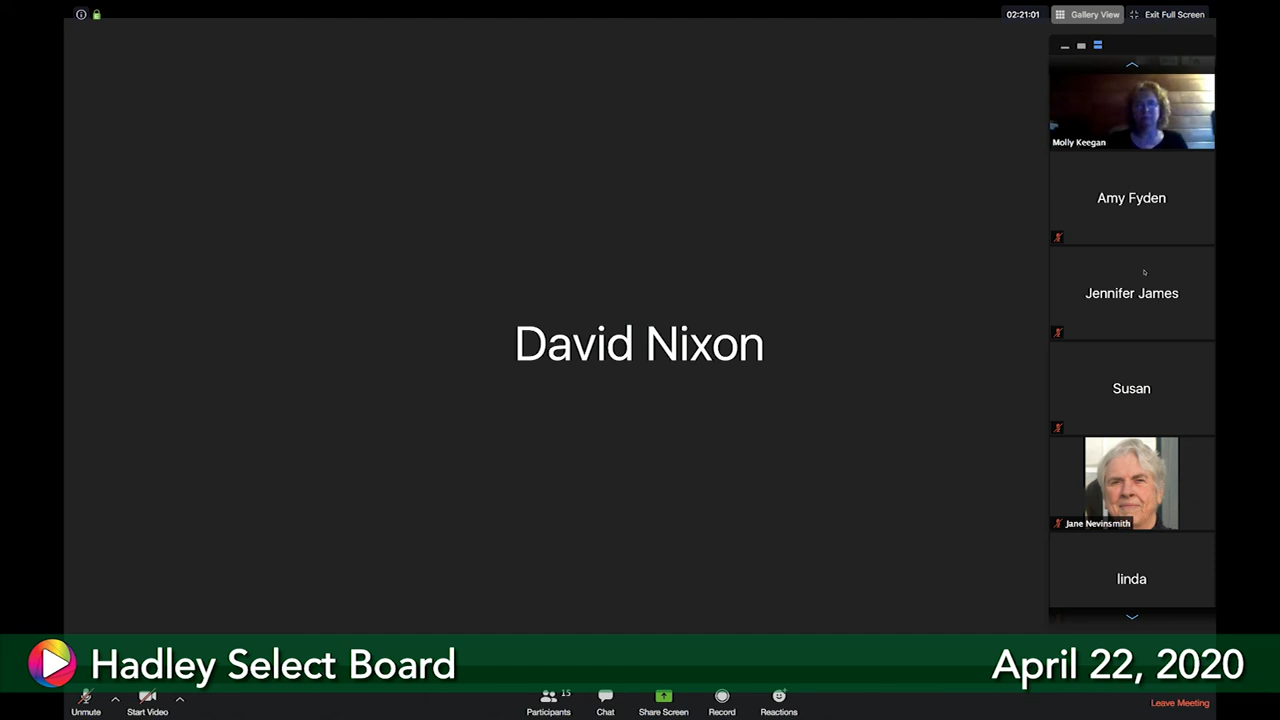 02:21:01
Gallery View
Exit Full Screen
Molly Keegan
Amy Fyden
Jennifer James
Susan
Jane Nevinsmith
linda
David Nixon
Hadley Select Board
April 22, 2020
Unmute
Start Video
Participants
15
Chat
Share Screen
Record
Reactions
Leave Meeting